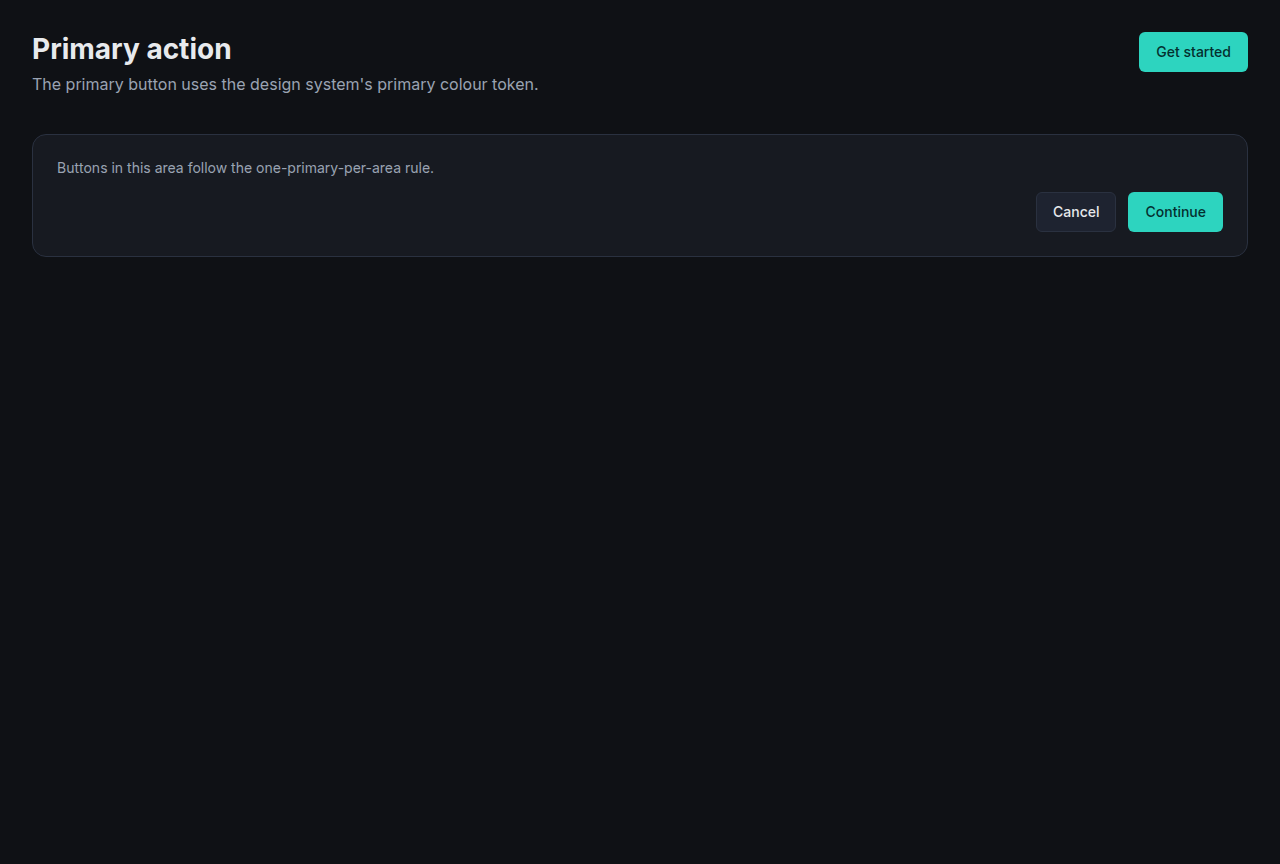 Primary action
Get started
The primary button uses the design system's primary colour token.
Buttons in this area follow the one-primary-per-area rule.
Cancel
Continue